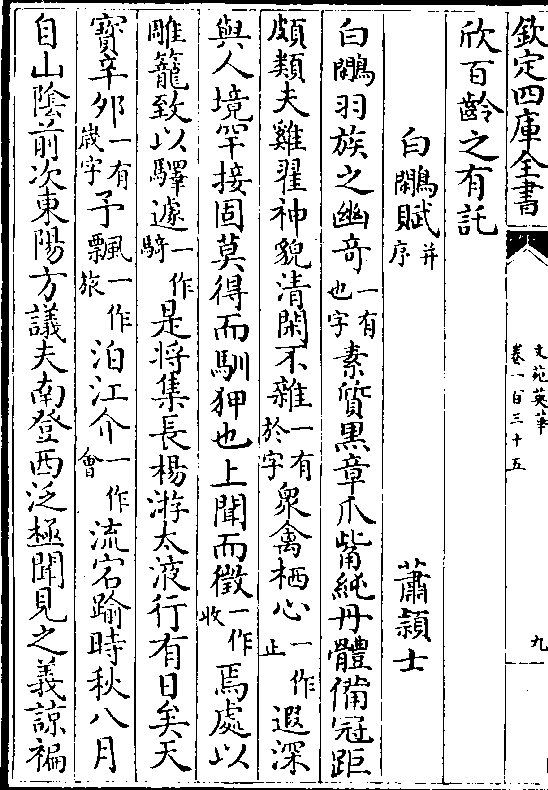 欽定四庫全書
文苑英華
卷一百三十五
九
欣百齡之有託
白鷴賦并序
蕭頴士
白鷴羽族之幽奇一有也字素質黒章爪觜純丹體備冠距
頗類夫雞翟神貌清閑不雜一有於字衆禽栖心一作止遐深
與人境罕接固莫得而馴狎也上聞而徵一作收焉處以
雕籠致以驛遽一作騎是將集長楊游太液行有日矣天
寳辛夘一有嵗字予飄一作旅泊江介一作會流宕踰時秋八月
自山陰前次東陽方議夫南登西泛極聞見之義諒褊